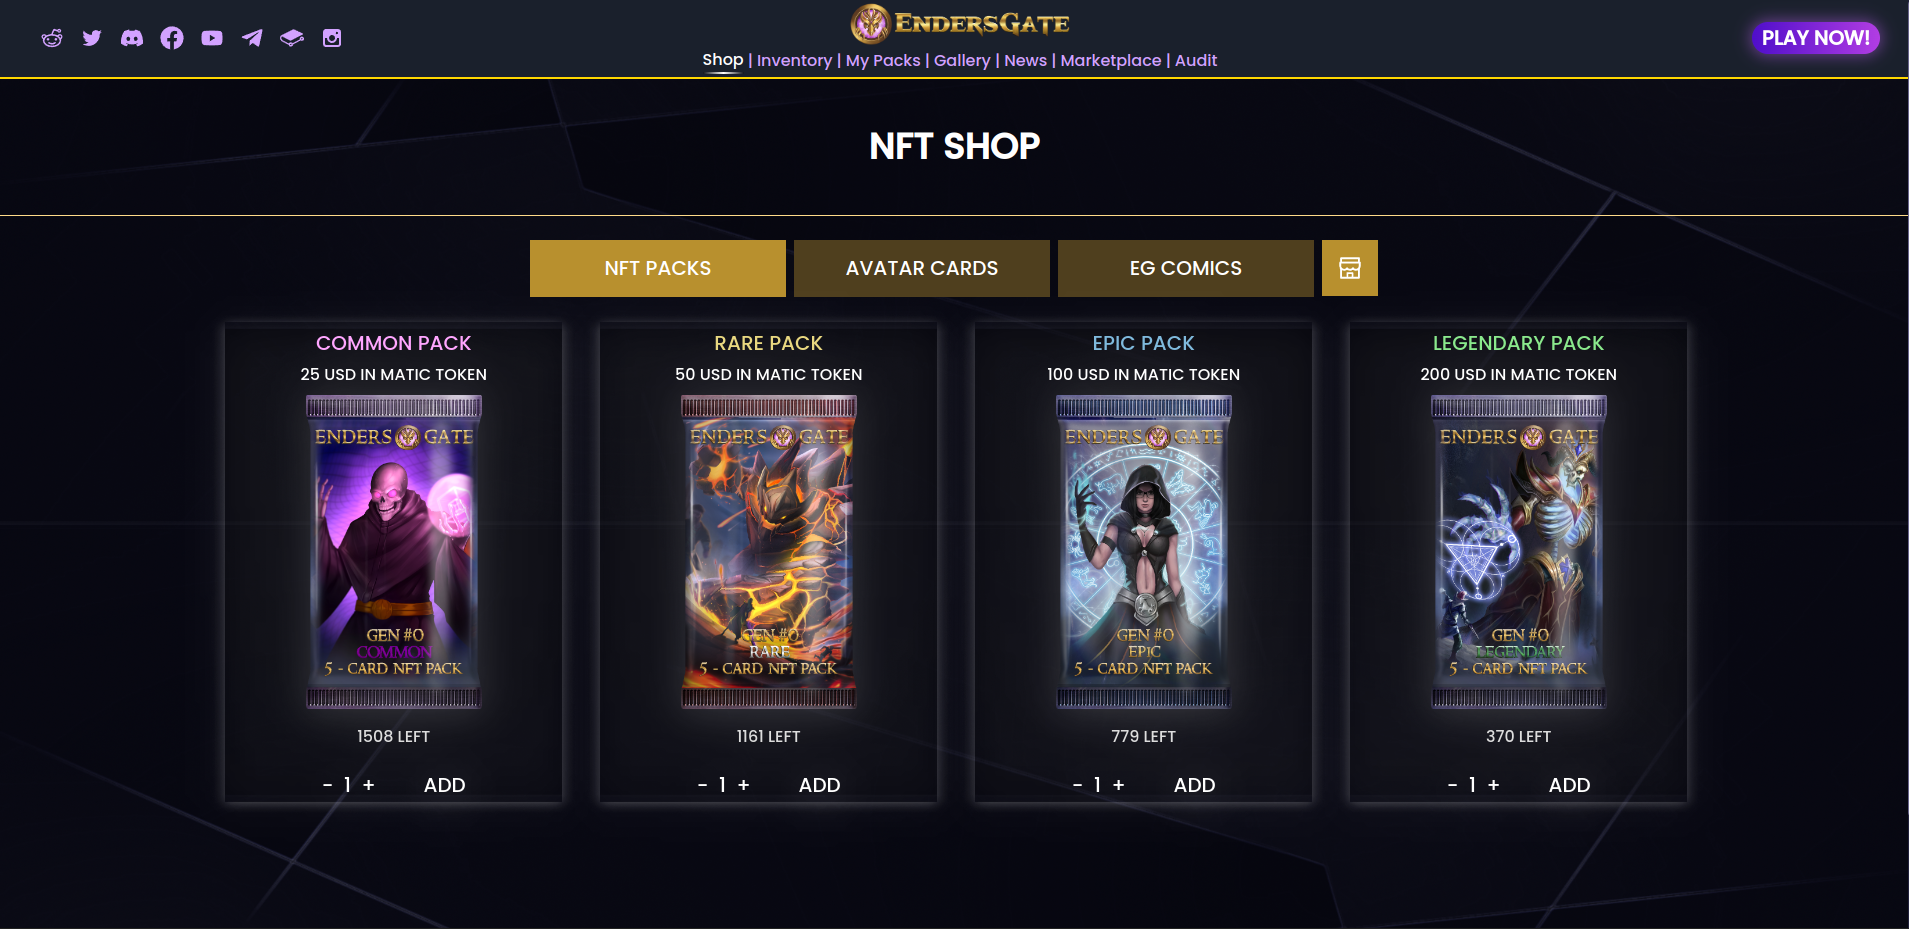 ENDERSGATE
Shop | Inventory | My Packs | Gallery | News | Marketplace | Audit
PLAY NOW!
NFT SHOP
NFT PACKS
AVATAR CARDS
EG COMICS
COMMON PACK
25 USD IN MATIC TOKEN
ENDERS GATE
GEN #0
COMMON
5 - CARD NFT PACK
1508 LEFT
- 1 + ADD
RARE PACK
50 USD IN MATIC TOKEN
ENDERS GATE
GEN #0
RARE
5 - CARD NFT PACK
1161 LEFT
- 1 + ADD
EPIC PACK
100 USD IN MATIC TOKEN
ENDERS GATE
GEN #0
EPIC
5 - CARD NFT PACK
779 LEFT
- 1 + ADD
LEGENDARY PACK
200 USD IN MATIC TOKEN
ENDERS GATE
GEN #0
LEGENDARY
5 - CARD NFT PACK
370 LEFT
- 1 + ADD